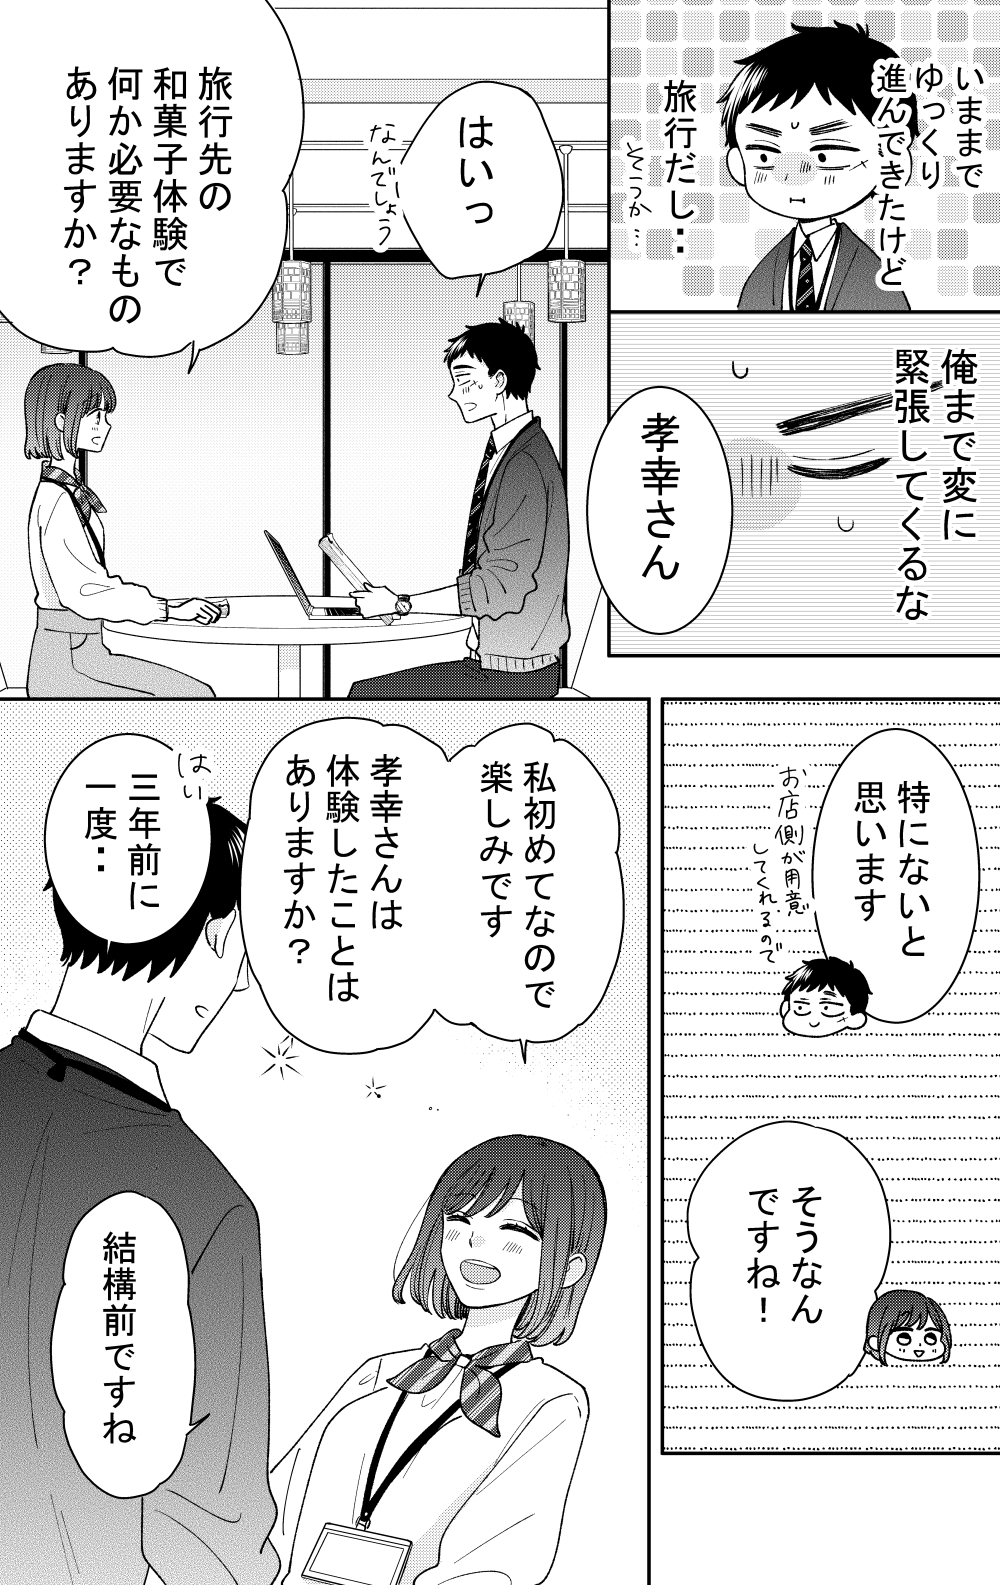 いままで
ゆっくり
進んできたけど
旅行だし‥
とゆうか…
俺まで変に
緊張してくるな
孝幸さん
はいっ
なんでしょう
旅行先の
和菓子体験で
何か必要なもの
ありますか?
特にないと
思います
お店側が用意
してくれるので
そうなん
ですね!
私初めてなので
楽しみです
孝幸さんは
体験したことは
ありますか?
はい
三年前に
一度‥
結構前ですね